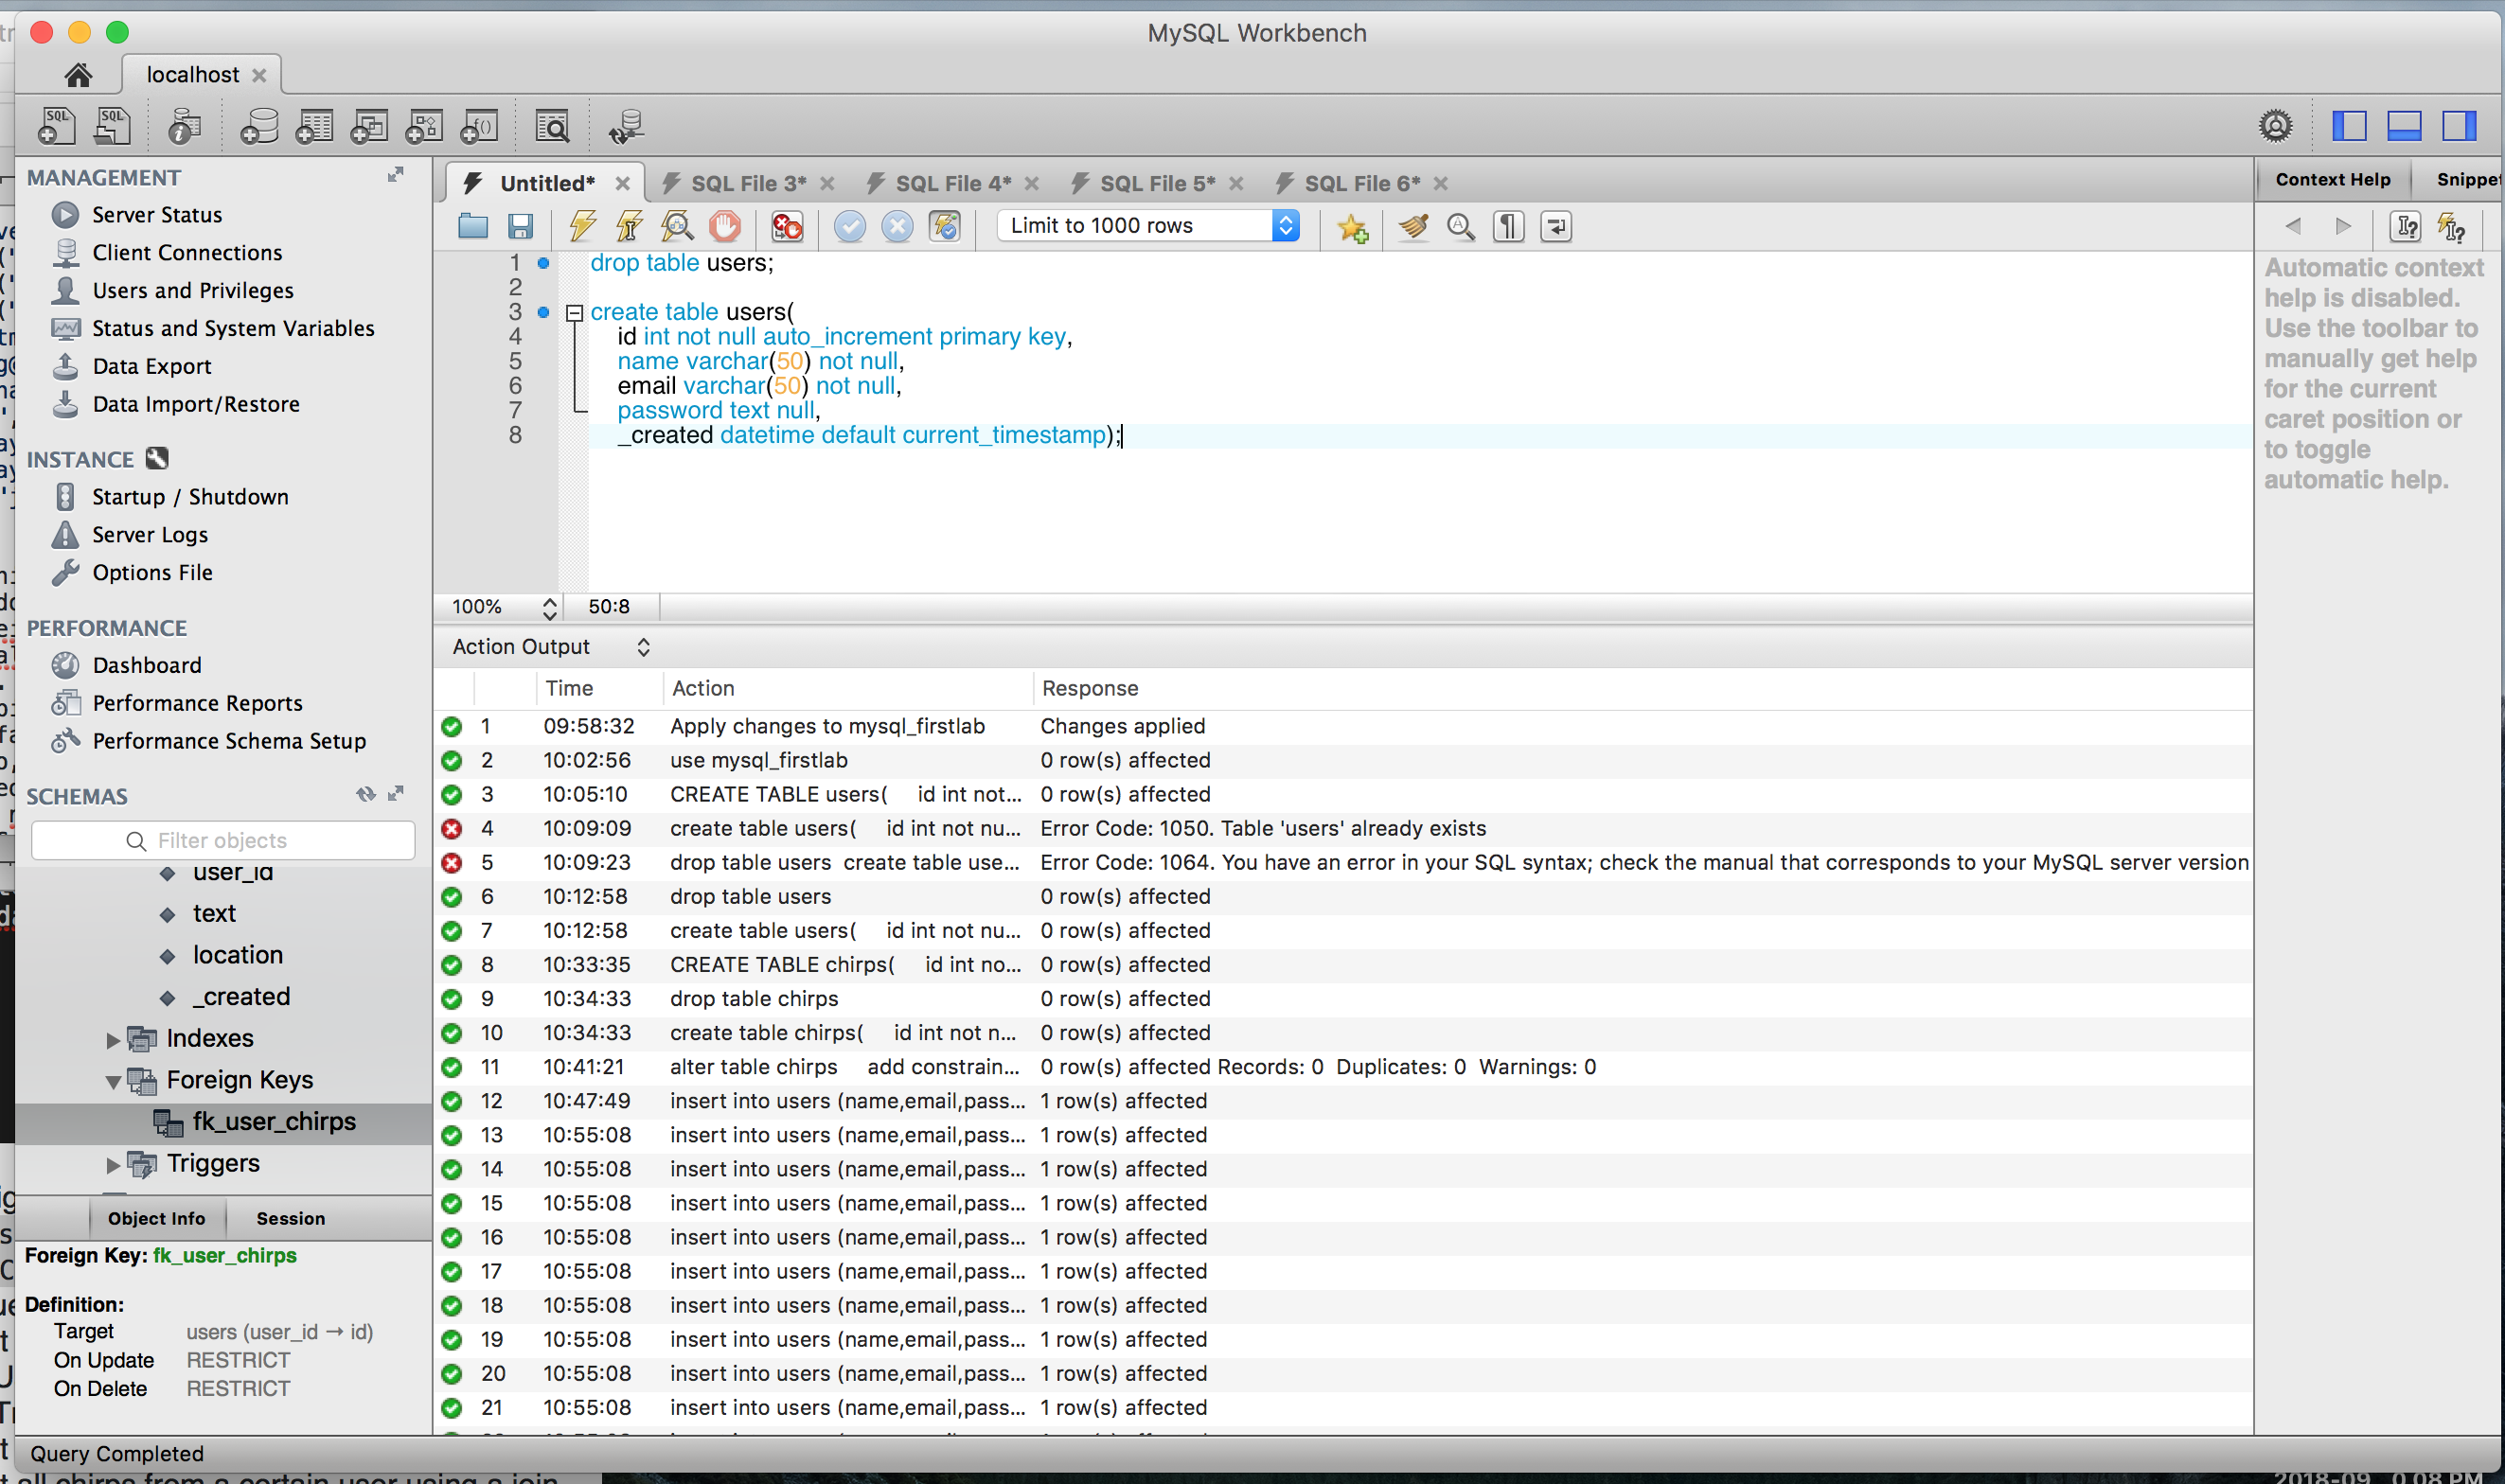 MySQL Workbench
localhost
MANAGEMENT
Server Status
Client Connections
Users and Privileges
Status and System Variables
Data Export
Data Import/Restore
INSTANCE
Startup / Shutdown
Server Logs
Options File
PERFORMANCE
Dashboard
Performance Reports
Performance Schema Setup
SCHEMAS
Filter objects
user_id
text
location
_created
Indexes
Foreign Keys
fk_user_chirps
Triggers
Object Info Session
Foreign Key: fk_user_chirps
Definition:
Target users (user_id → id)
On Update RESTRICT
On Delete RESTRICT
Untitled* SQL File 3* SQL File 4* SQL File 5* SQL File 6*
Limit to 1000 rows
1 drop table users;
2
3 create table users(
4 id int not null auto_increment primary key,
5 name varchar(50) not null,
6 email varchar(50) not null,
7 password text null,
8 _created datetime default current_timestamp);
100% 50:8
Action Output
Time Action Response
1 09:58:32 Apply changes to mysql_firstlab Changes applied
2 10:02:56 use mysql_firstlab 0 row(s) affected
3 10:05:10 CREATE TABLE users( id int not... 0 row(s) affected
4 10:09:09 create table users( id int not nu... Error Code: 1050. Table 'users' already exists
5 10:09:23 drop table users create table use... Error Code: 1064. You have an error in your SQL syntax; check the manual that corresponds to your MySQL server version
6 10:12:58 drop table users 0 row(s) affected
7 10:12:58 create table users( id int not nu... 0 row(s) affected
8 10:33:35 CREATE TABLE chirps( id int no... 0 row(s) affected
9 10:34:33 drop table chirps 0 row(s) affected
10 10:34:33 create table chirps( id int not n... 0 row(s) affected
11 10:41:21 alter table chirps add constrain... 0 row(s) affected Records: 0 Duplicates: 0 Warnings: 0
12 10:47:49 insert into users (name,email,pass... 1 row(s) affected
13 10:55:08 insert into users (name,email,pass... 1 row(s) affected
14 10:55:08 insert into users (name,email,pass... 1 row(s) affected
15 10:55:08 insert into users (name,email,pass... 1 row(s) affected
16 10:55:08 insert into users (name,email,pass... 1 row(s) affected
17 10:55:08 insert into users (name,email,pass... 1 row(s) affected
18 10:55:08 insert into users (name,email,pass... 1 row(s) affected
19 10:55:08 insert into users (name,email,pass... 1 row(s) affected
20 10:55:08 insert into users (name,email,pass... 1 row(s) affected
21 10:55:08 insert into users (name,email,pass... 1 row(s) affected
Context Help Snippet
Automatic context
help is disabled.
Use the toolbar to
manually get help
for the current
caret position or
to toggle
automatic help.
Query Completed